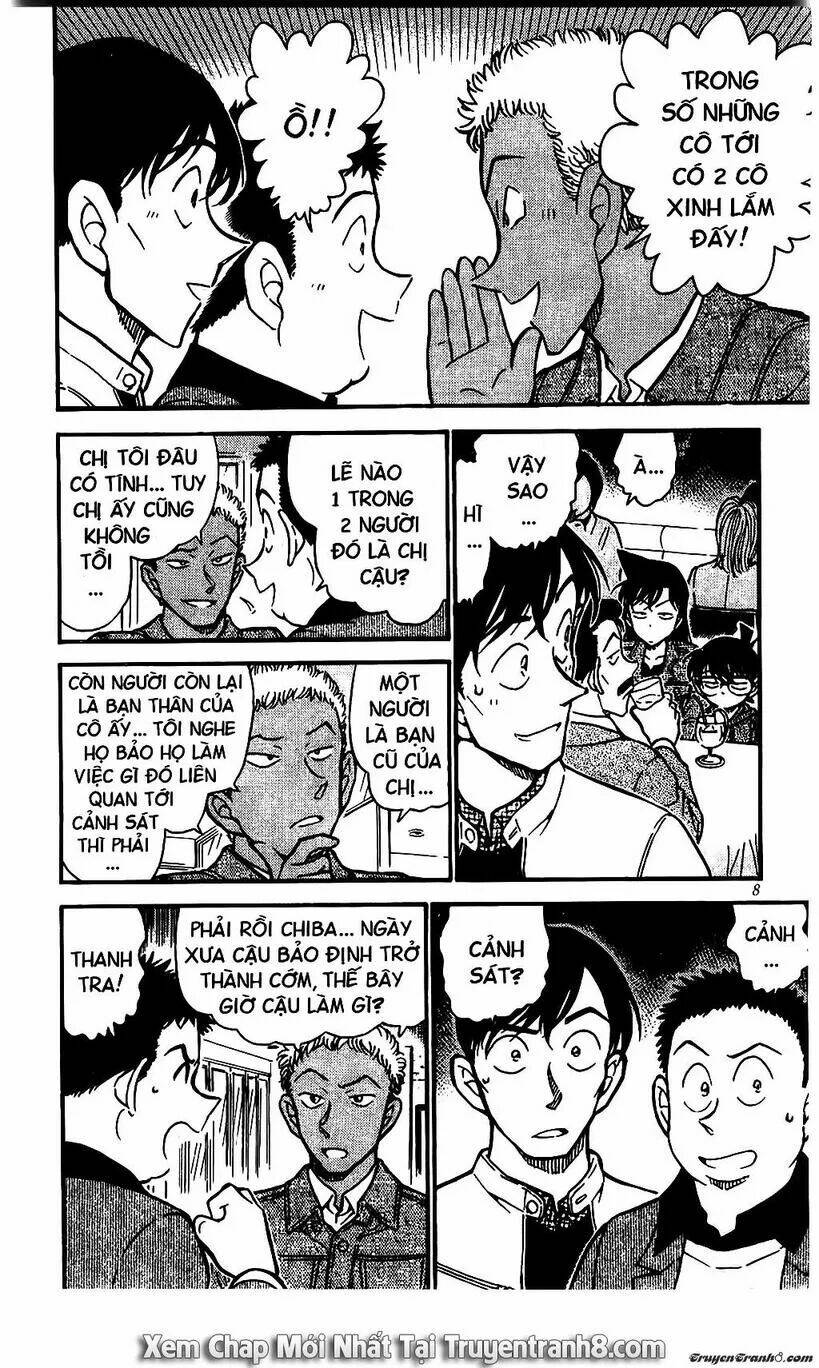 TRONG
SỐ NHỮNG
CÔ TỚI
CÓ 2 CÔ
XINH LẮM
ĐẤY!
Ồ!!
À...
VẬY
SAO
...
HÌ
...
LẼ NÀO
1 TRONG
2 NGƯỜI
ĐÓ LÀ CHỊ
CẬU?
CHỊ TÔI ĐÂU
CÓ TĨNH... TUY
CHỊ ẤY CŨNG
KHÔNG
TỒI
...
MỘT
NGƯỜI
LÀ BẠN
CŨ CỦA
CHỊ...
CÒN NGƯỜI CÒN LẠI
LÀ BẠN THÂN CỦA
CÔ ẤY... TÔI NGHE
HỌ BẢO HỌ LÀM
VIỆC GÌ ĐÓ LIÊN
QUAN TỚI
CẢNH SÁT
THÌ PHẢI
...
8
CẢNH
...
CẢNH
SÁT?
PHẢI RỒI CHIBA... NGÀY
XƯA CẬU BẢO ĐỊNH TRỞ
THÀNH CỚM, THẾ BÂY
GIỜ CẬU LÀM GÌ?
THANH
TRA!
Xem Chap Mới Nhất Tại Truyentranh8.com
TruyenTranh8.com